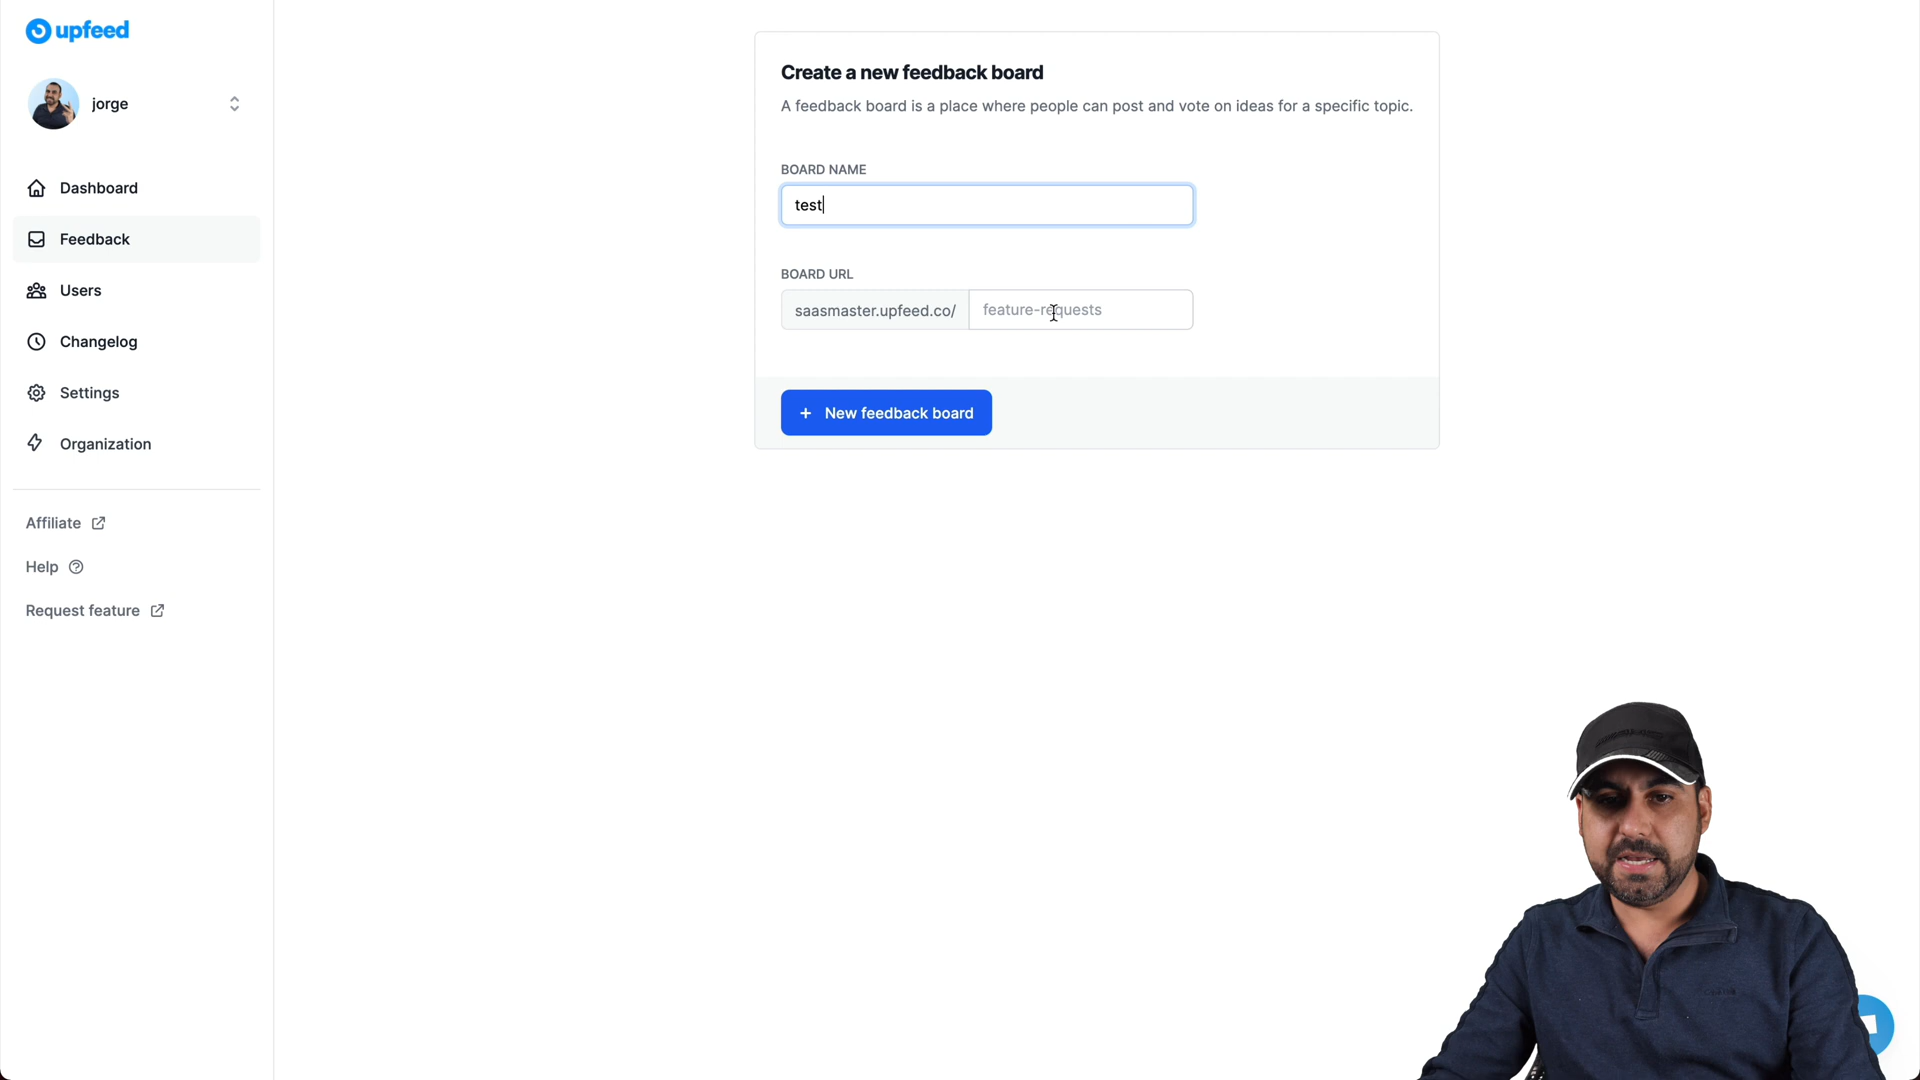 upfeed
jorge
Dashboard
Feedback
Users
Changelog
Settings
Organization
Affiliate
Help
Request feature
Create a new feedback board
A feedback board is a place where people can post and vote on ideas for a specific topic.
BOARD NAME
test
BOARD URL
saasmaster.upfeed.co/ feature-requests
+ New feedback board